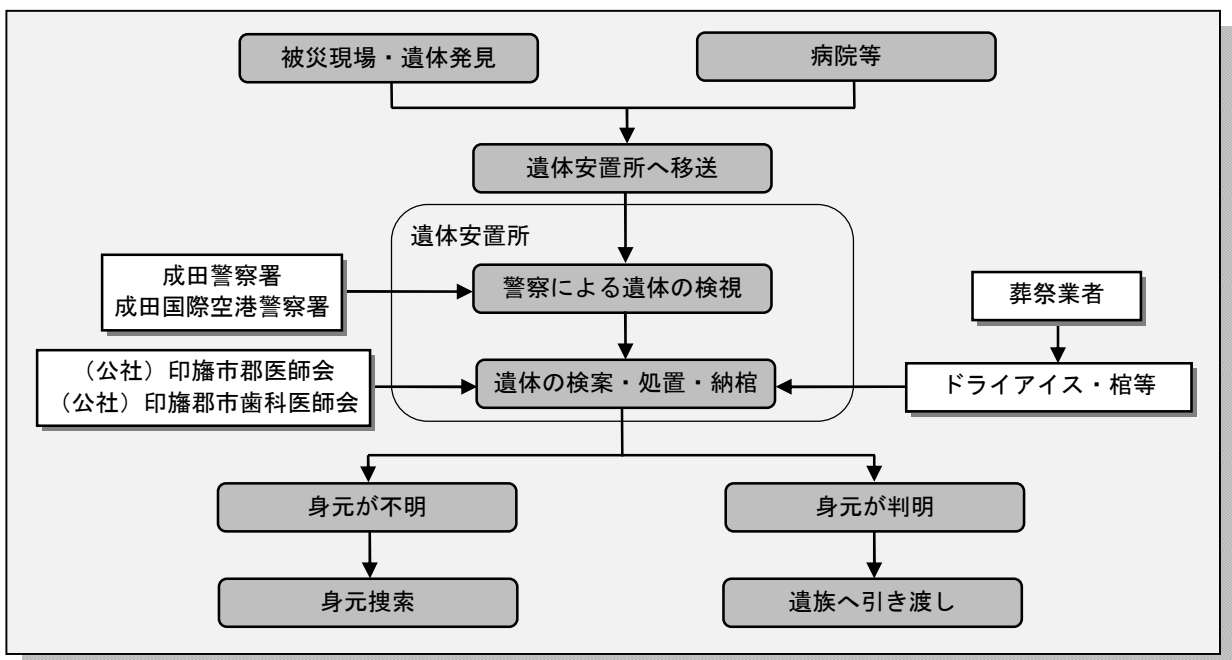 被災現場・遺体発見
病院等
遺体安置所へ移送
遺体安置所
成田警察署
成田国際空港警察署
警察による遺体の検視
葬祭業者
（公社）印旛市郡医師会
（公社）印旛郡市歯科医師会
遺体の検案・処置・納棺
ドライアイス・棺等
身元が不明
身元が判明
身元捜索
遺族へ引き渡し